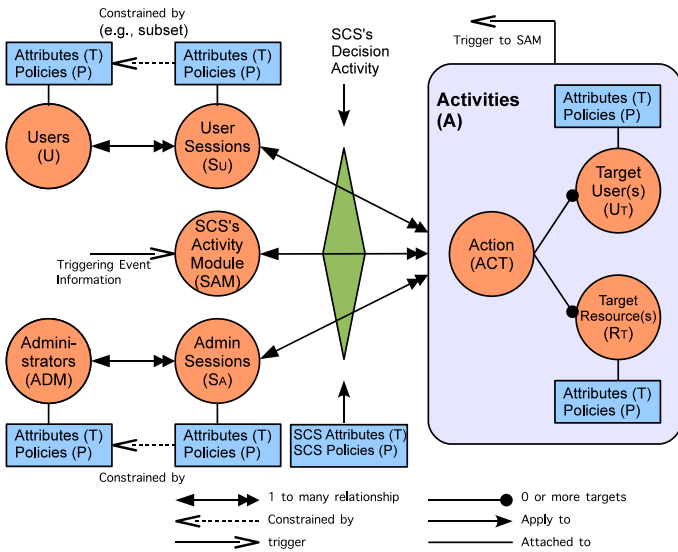 Constrained by
(e.g., subset)
SCS's
Decision
Activity
Trigger to SAM
Attributes (T)
Policies (P)
Attributes (T)
Policies (P)
Activities
(A)
Attributes (T)
Policies (P)
Users
(U)
User
Sessions
(SU)
Target
User(s)
(UT)
SCS's
Activity
Module
(SAM)
Triggering Event
Information
Action
(ACT)
Target
Resource(s)
(RT)
Admini-
strators
(ADM)
Admin
Sessions
(SA)
Attributes (T)
Policies (P)
Attributes (T)
Policies (P)
Attributes (T)
Policies (P)
SCS Attributes (T)
SCS Policies (P)
Constrained by
1 to many relationship
0 or more targets
Constrained by
Apply to
trigger
Attached to